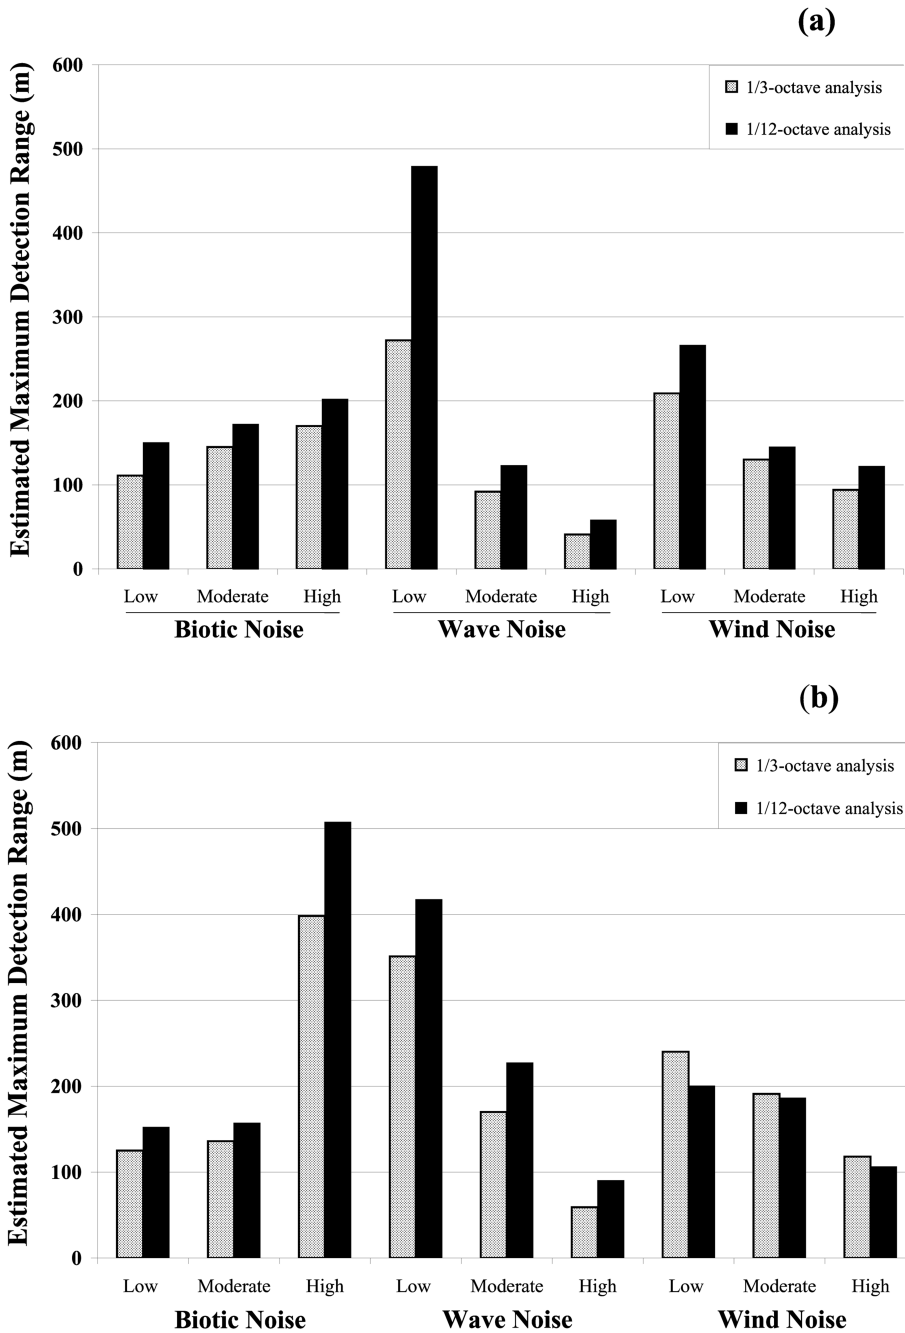 (a)
Estimated Maximum Detection Range (m)
600
500
400
300
200
100
0
1/3-octave analysis
1/12-octave analysis
Low Moderate High Low Moderate High Low Moderate High
Biotic Noise Wave Noise Wind Noise
(b)
Estimated Maximum Detection Range (m)
600
500
400
300
200
100
0
1/3-octave analysis
1/12-octave analysis
Low Moderate High Low Moderate High Low Moderate High
Biotic Noise Wave Noise Wind Noise